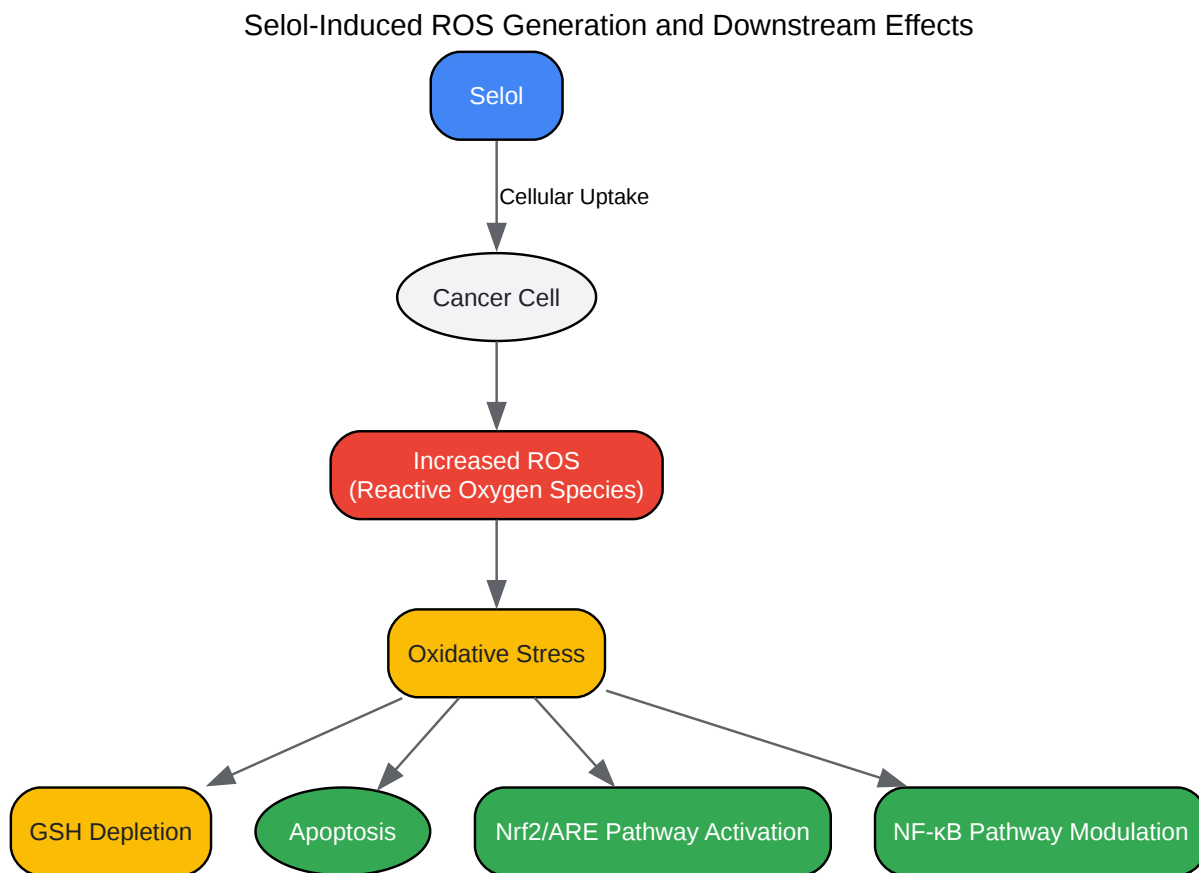 Selol-Induced ROS Generation and Downstream Effects
Selol
Cellular Uptake
Cancer Cell
Increased ROS
(Reactive Oxygen Species)
Oxidative Stress
GSH Depletion
Apoptosis
Nrf2/ARE Pathway Activation
NF-κB Pathway Modulation